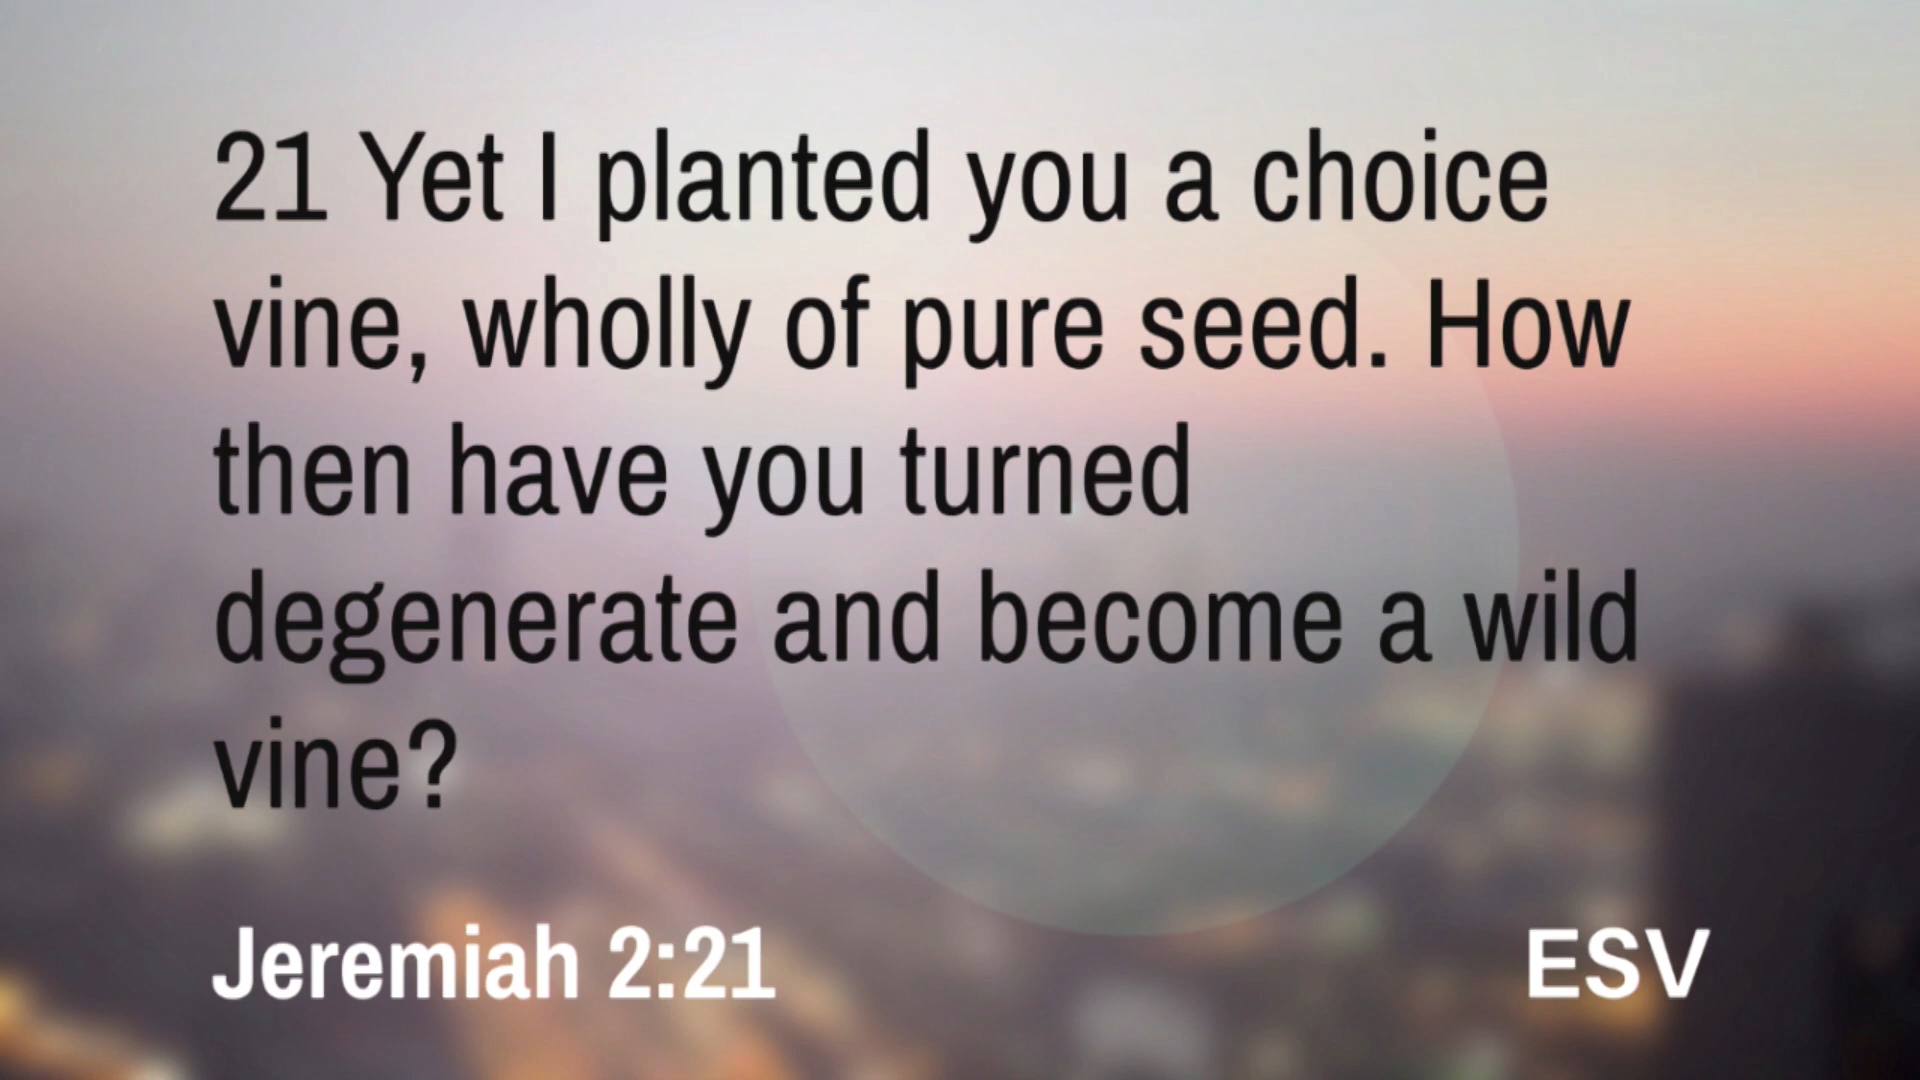 21 Yet I planted you a choice
vine, wholly of pure seed. How
then have you turned
degenerate and become a wild
vine?
Jeremiah 2:21
ESV